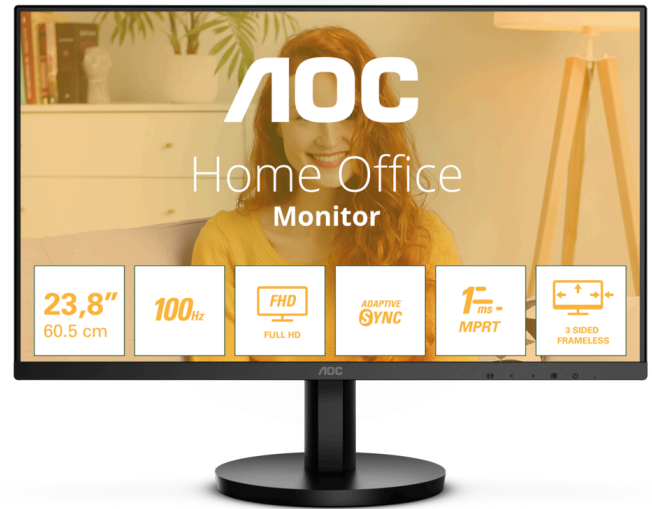 AOC
Home Office
Monitor
23,8"
60.5 cm
100Hz
FHD
FULL HD
ADAPTIVE
SYNC
1ms
MPRT
3 SIDED
FRAMELESS
AOC